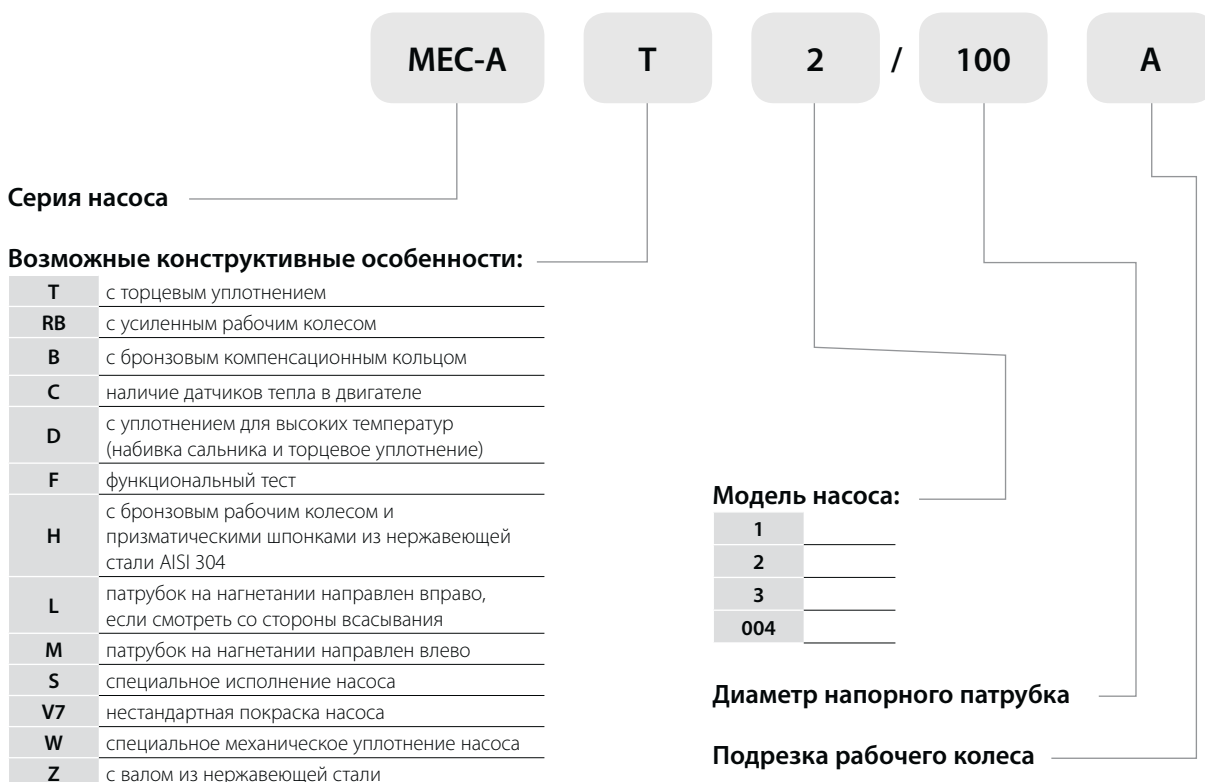 MEC-A T 2 / 100 A
Серия насоса
Возможные конструктивные особенности:
T с торцевым уплотнением
RB с усиленным рабочим колесом
B с бронзовым компенсационным кольцом
C наличие датчиков тепла в двигателе
D с уплотнением для высоких температур
(набивка сальника и торцевое уплотнение)
F функциональный тест
H с бронзовым рабочим колесом и
призматическими шпонками из нержавеющей
стали AISI 304
L патрубок на нагнетании направлен вправо,
если смотреть со стороны всасывания
M патрубок на нагнетании направлен влево
S специальное исполнение насоса
V7 нестандартная покраска насоса
W специальное механическое уплотнение насоса
Z с валом из нержавеющей стали
Модель насоса:
1
2
3
004
Диаметр напорного патрубка
Подрезка рабочего колеса